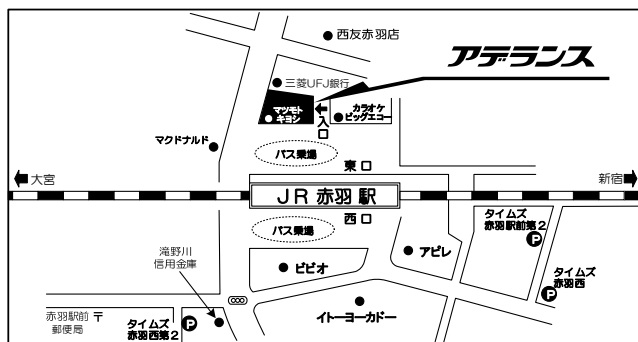 西友赤羽店
アデランス
三菱UFJ銀行
マツモト
キヨシ
入口
カラオケ
ビッグエコー
マクドナルド
バス乗場
東口
大宮
新宿
JR赤羽駅
西口
バス乗場
タイムズ
赤羽駅前第2
P
滝野川
信用金庫
ビビオ
アピレ
タイムズ
赤羽西
P
赤羽駅前〒
郵便局
タイムズ
赤羽西第2
P
イトーヨーカドー